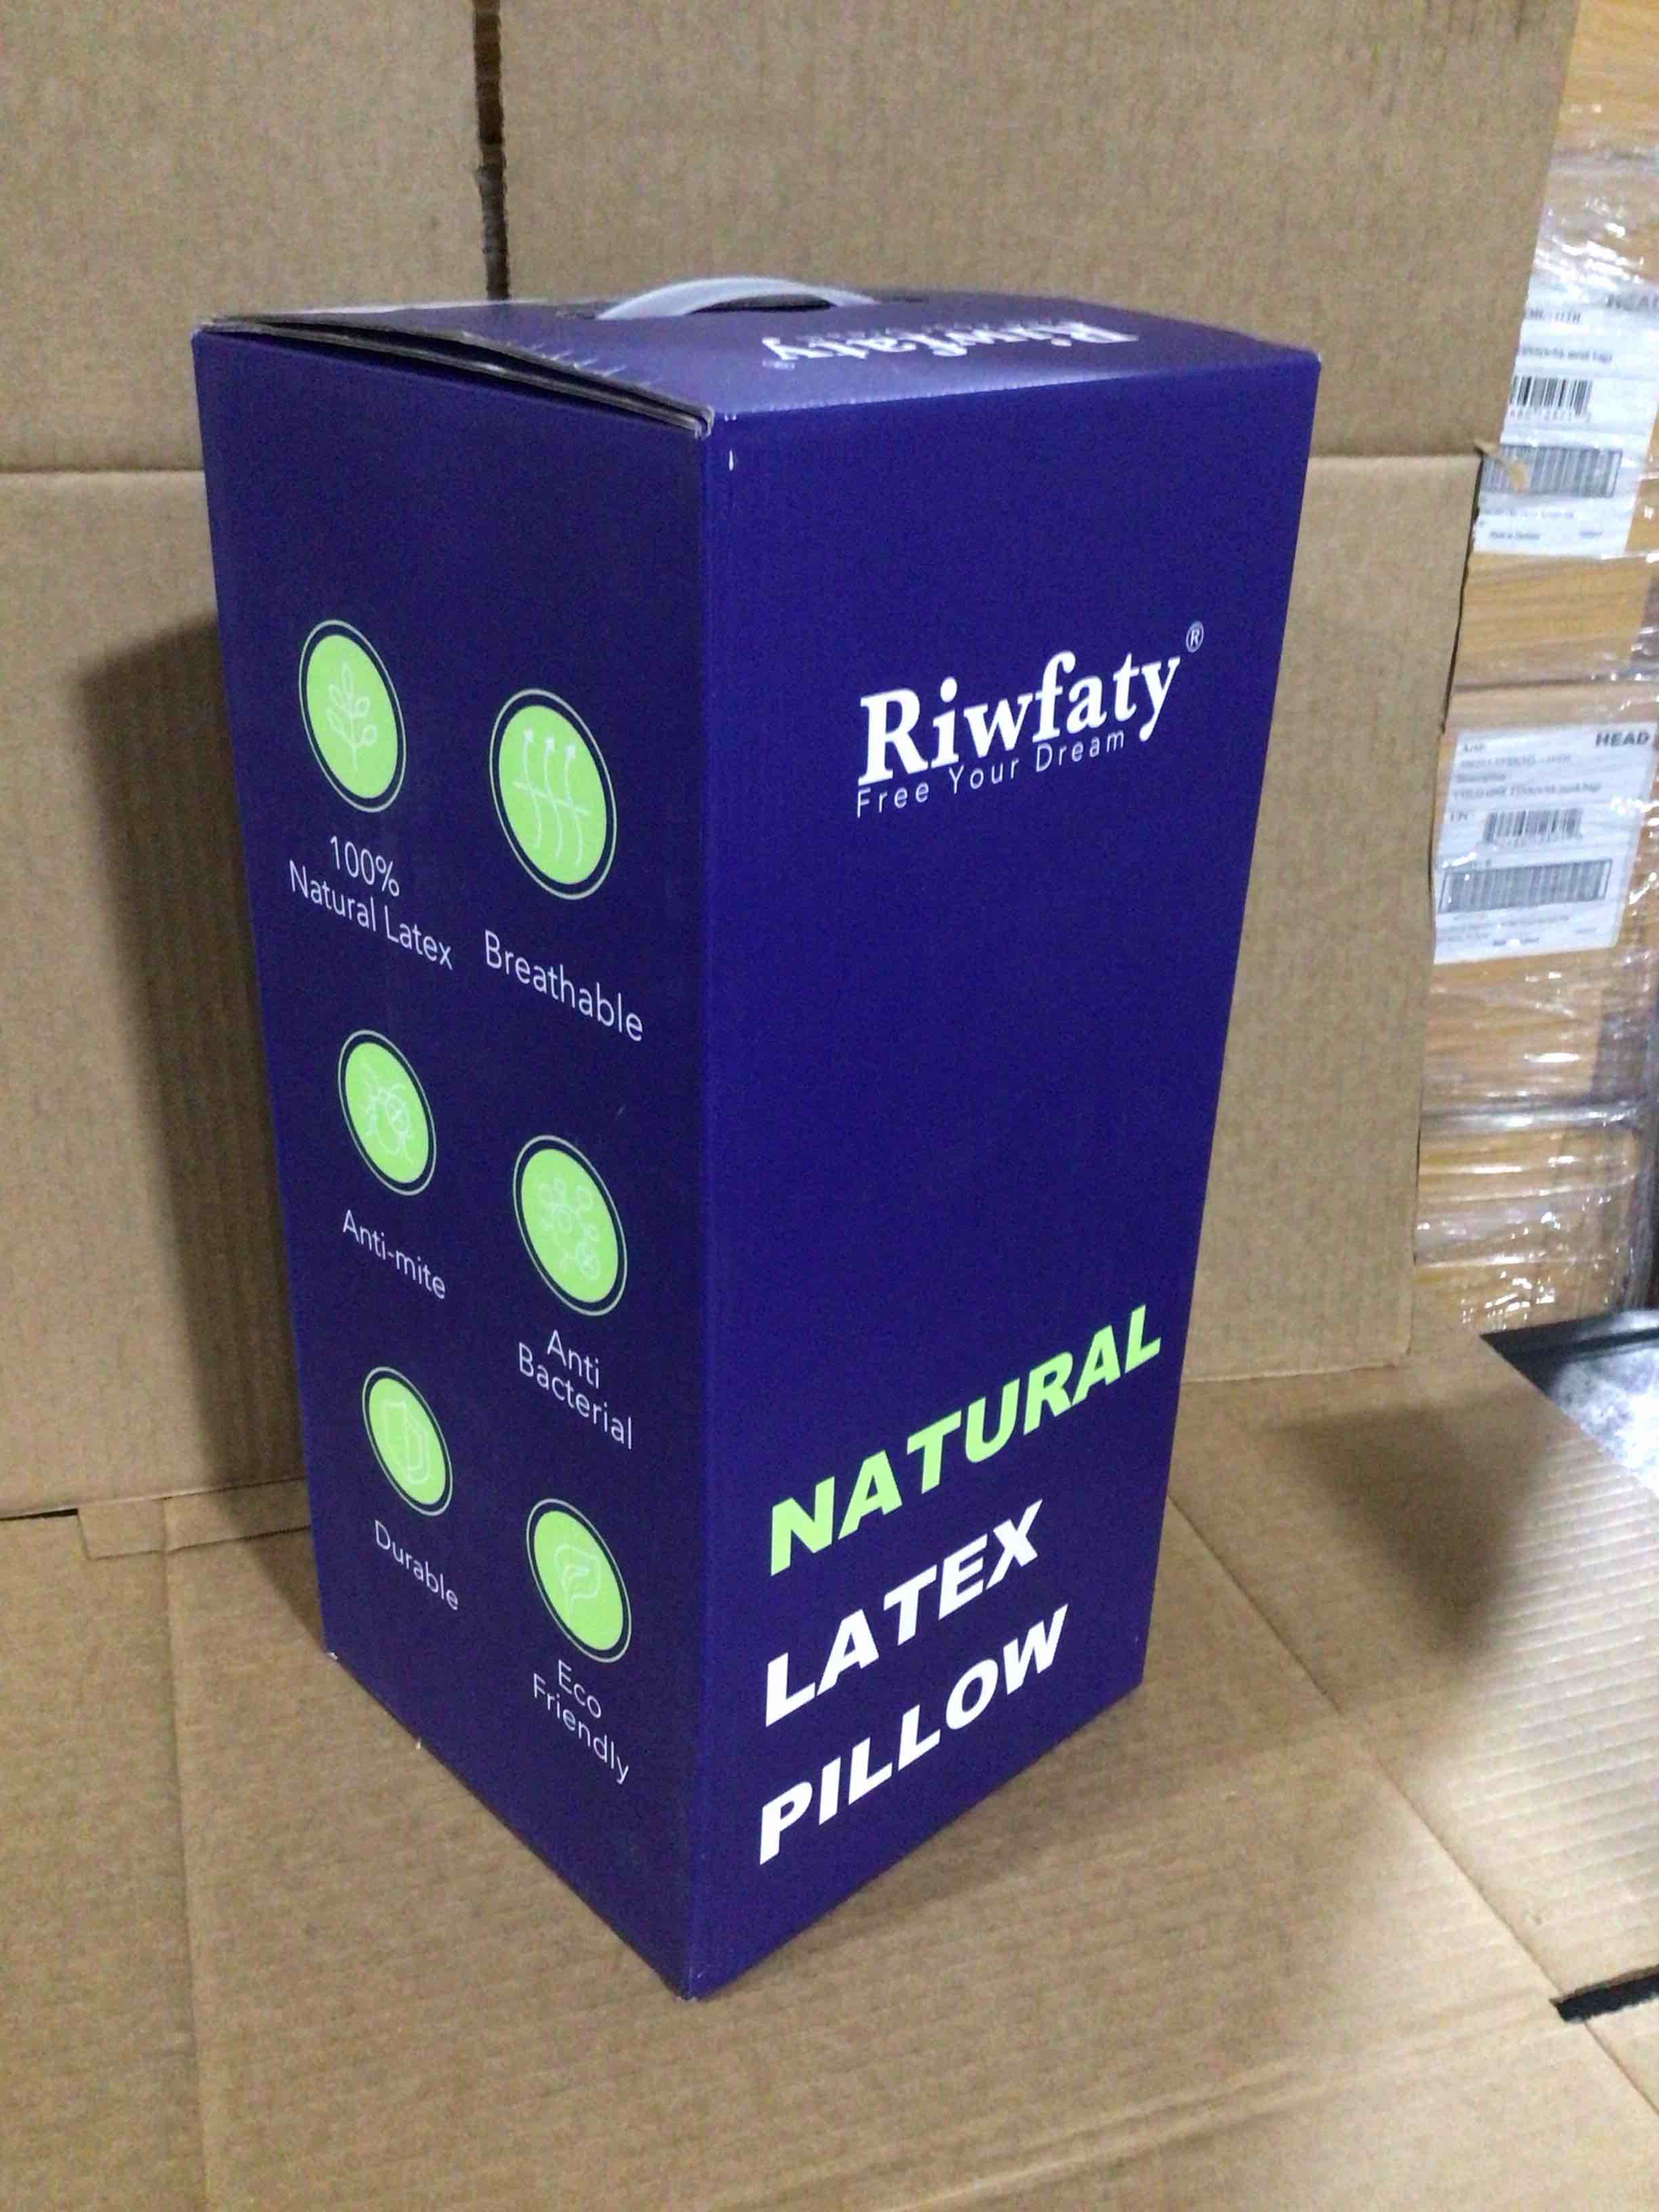 Riwfaty®
100%
Natural Latex
Breathable
Anti-mite
Anti
Bacterial
Durable
Eco
Friendly
Riwfaty®
Free Your Dream
NATURAL
LATEX
PILLOW
HEAD